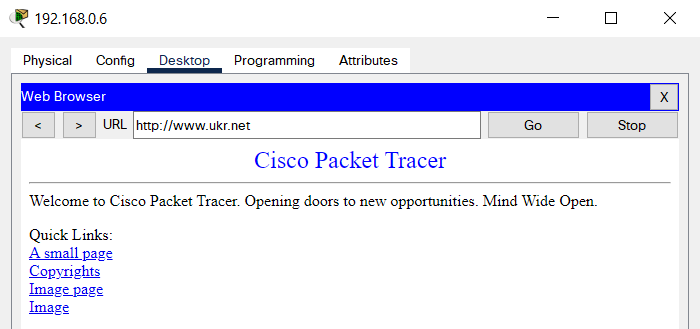 192.168.0.6
Physical Config Desktop Programming Attributes
Web Browser X
< > URL http://www.ukr.net Go Stop
Cisco Packet Tracer
Welcome to Cisco Packet Tracer. Opening doors to new opportunities. Mind Wide Open.
Quick Links:
A small page
Copyrights
Image page
Image